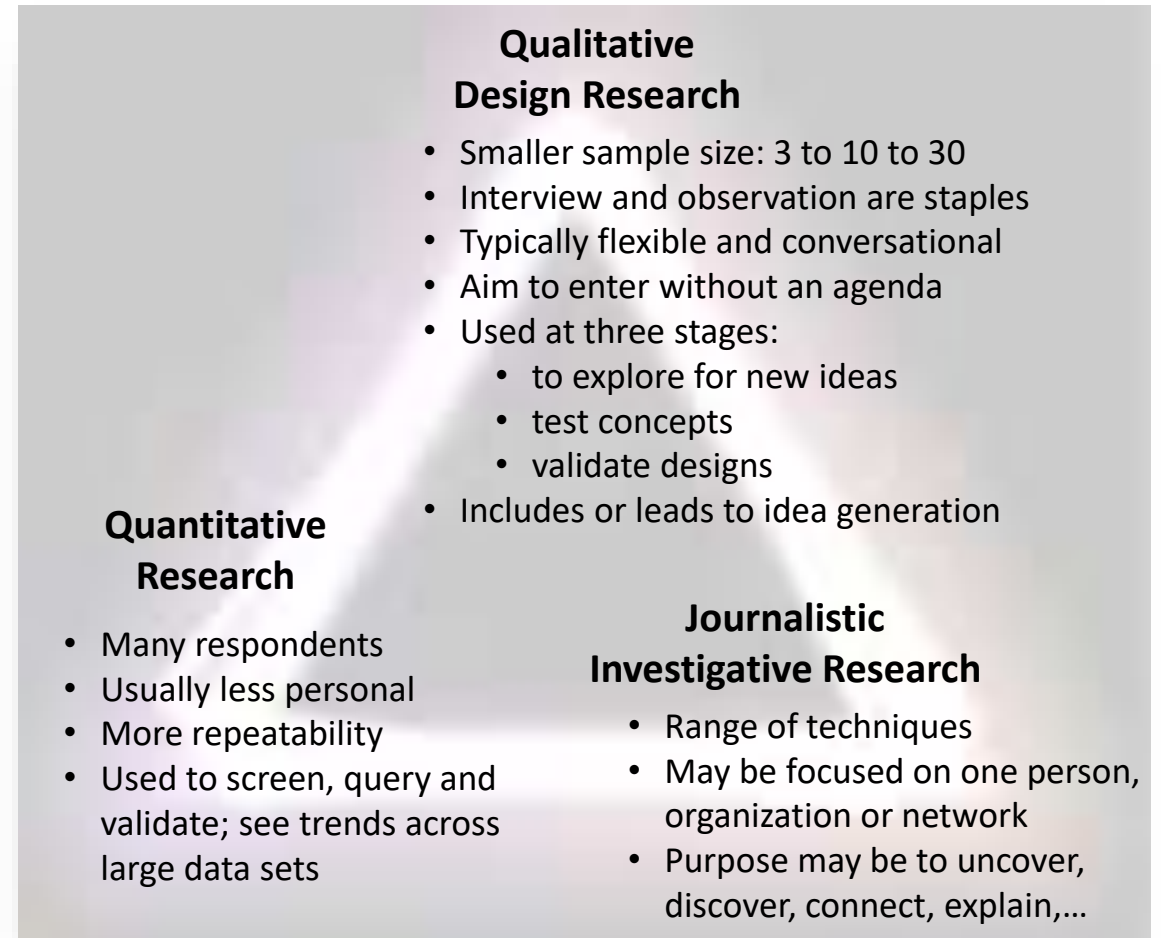 Qualitative
Design Research
• Smaller sample size: 3 to 10 to 30
• Interview and observation are staples
• Typically flexible and conversational
• Aim to enter without an agenda
• Used at three stages:
• to explore for new ideas
• test concepts
• validate designs
• Includes or leads to idea generation
Quantitative
Research
• Many respondents
• Usually less personal
• More repeatability
• Used to screen, query and
validate; see trends across
large data sets
Journalistic
Investigative Research
• Range of techniques
• May be focused on one person,
organization or network
• Purpose may be to uncover,
discover, connect, explain,…